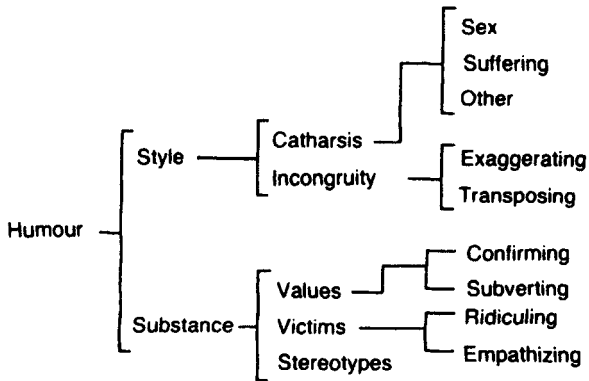 Sex
Suffering
Other
Style
Catharsis
Incongruity
Exaggerating
Transposing
Humour
Substance
Values
Victims
Stereotypes
Confirming
Subverting
Ridiculing
Empathizing